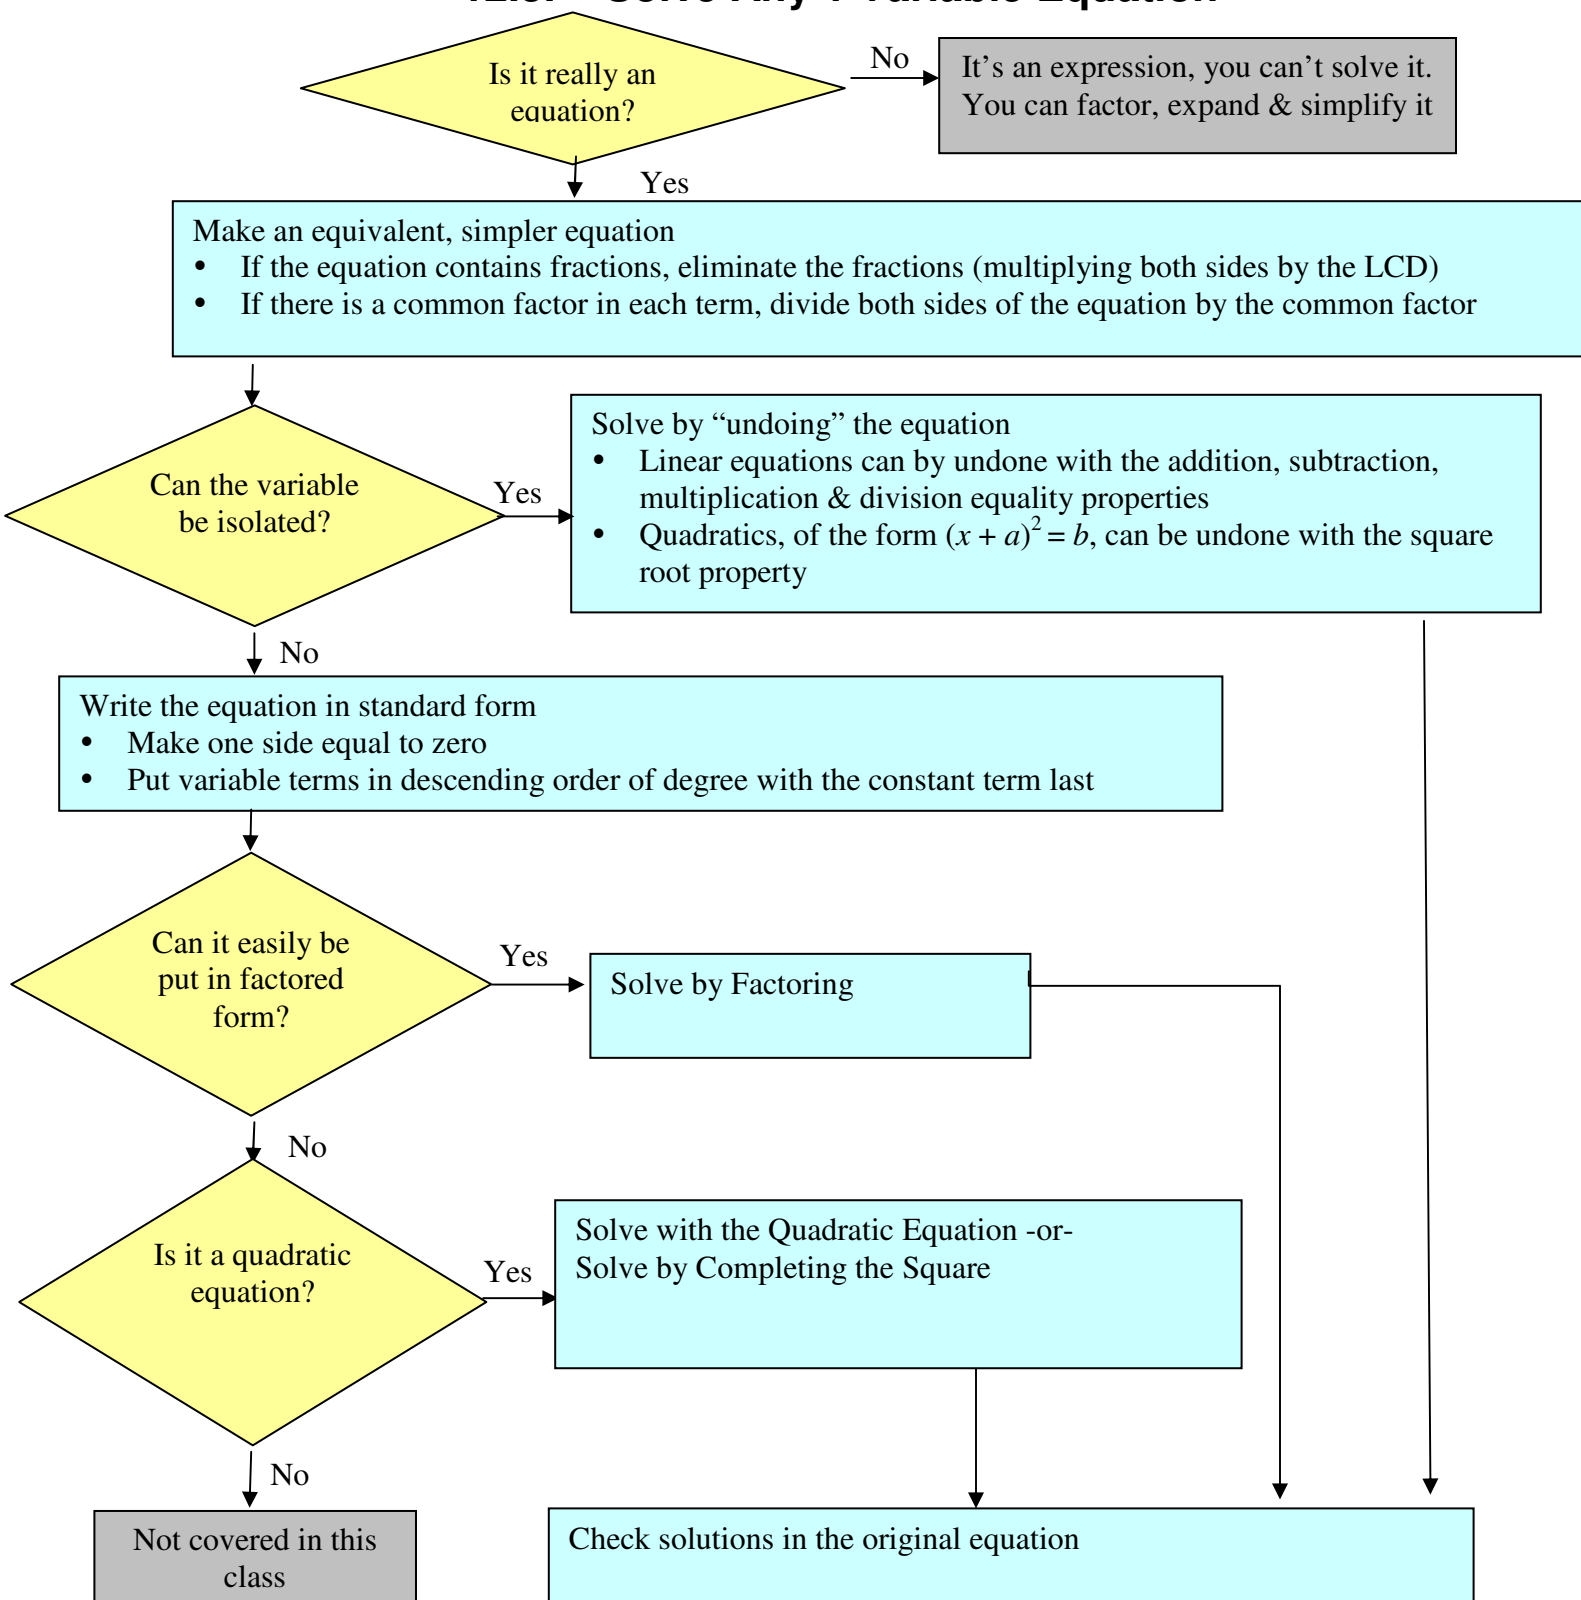 Solve Any 1 Variable Equation
Is it really an
equation?
No
It's an expression, you can't solve it.
You can factor, expand & simplify it
Yes
Make an equivalent, simpler equation
• If the equation contains fractions, eliminate the fractions (multiplying both sides by the LCD)
• If there is a common factor in each term, divide both sides of the equation by the common factor
Can the variable
be isolated?
Yes
Solve by “undoing” the equation
• Linear equations can by undone with the addition, subtraction,
multiplication & division equality properties
• Quadratics, of the form (x + a)² = b, can be undone with the square
root property
No
Write the equation in standard form
• Make one side equal to zero
• Put variable terms in descending order of degree with the constant term last
Can it easily be
put in factored
form?
Yes
Solve by Factoring
No
Is it a quadratic
equation?
Yes
Solve with the Quadratic Equation -or-
Solve by Completing the Square
No
Not covered in this
class
Check solutions in the original equation